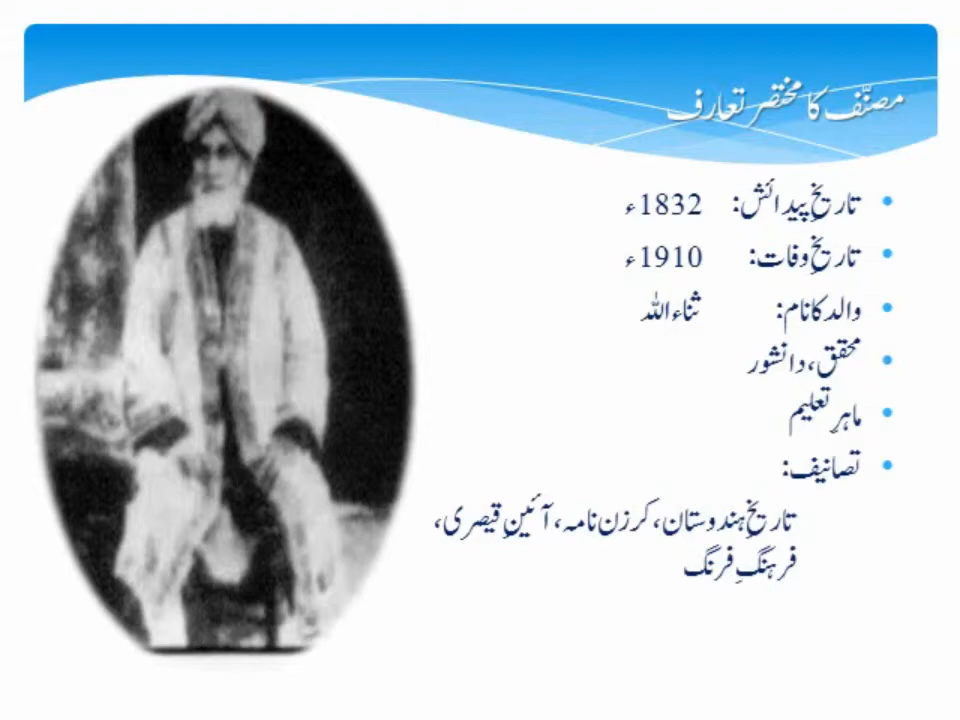 مصنّف کا مختصر تعارف
• تاریخِ پیدائش: 1832ء
• تاریخِ وفات: 1910ء
• والد کا نام: ثناء اللہ
• محقق، دانشور
• ماہرِ تعلیم
• تصانیف:
تاریخِ ہندوستان، کرزن نامہ، آئینِ قیصری،
فرہنگِ فرنگ